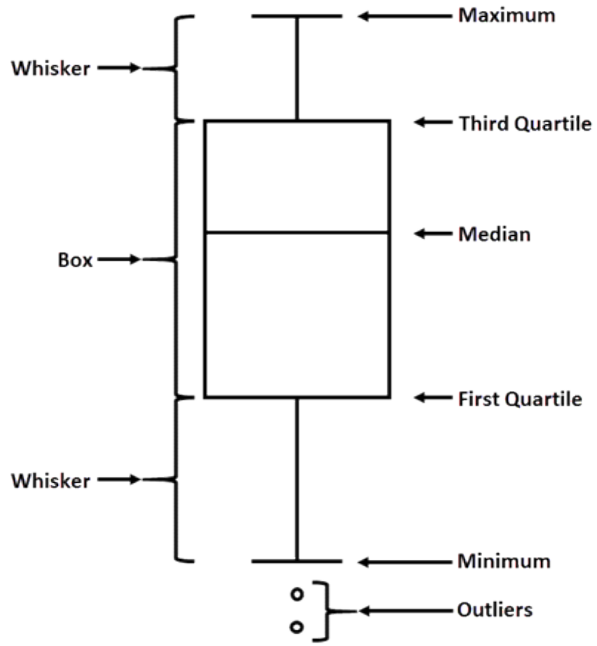 Maximum
Whisker
Third Quartile
Median
Box
First Quartile
Whisker
Minimum
Outliers